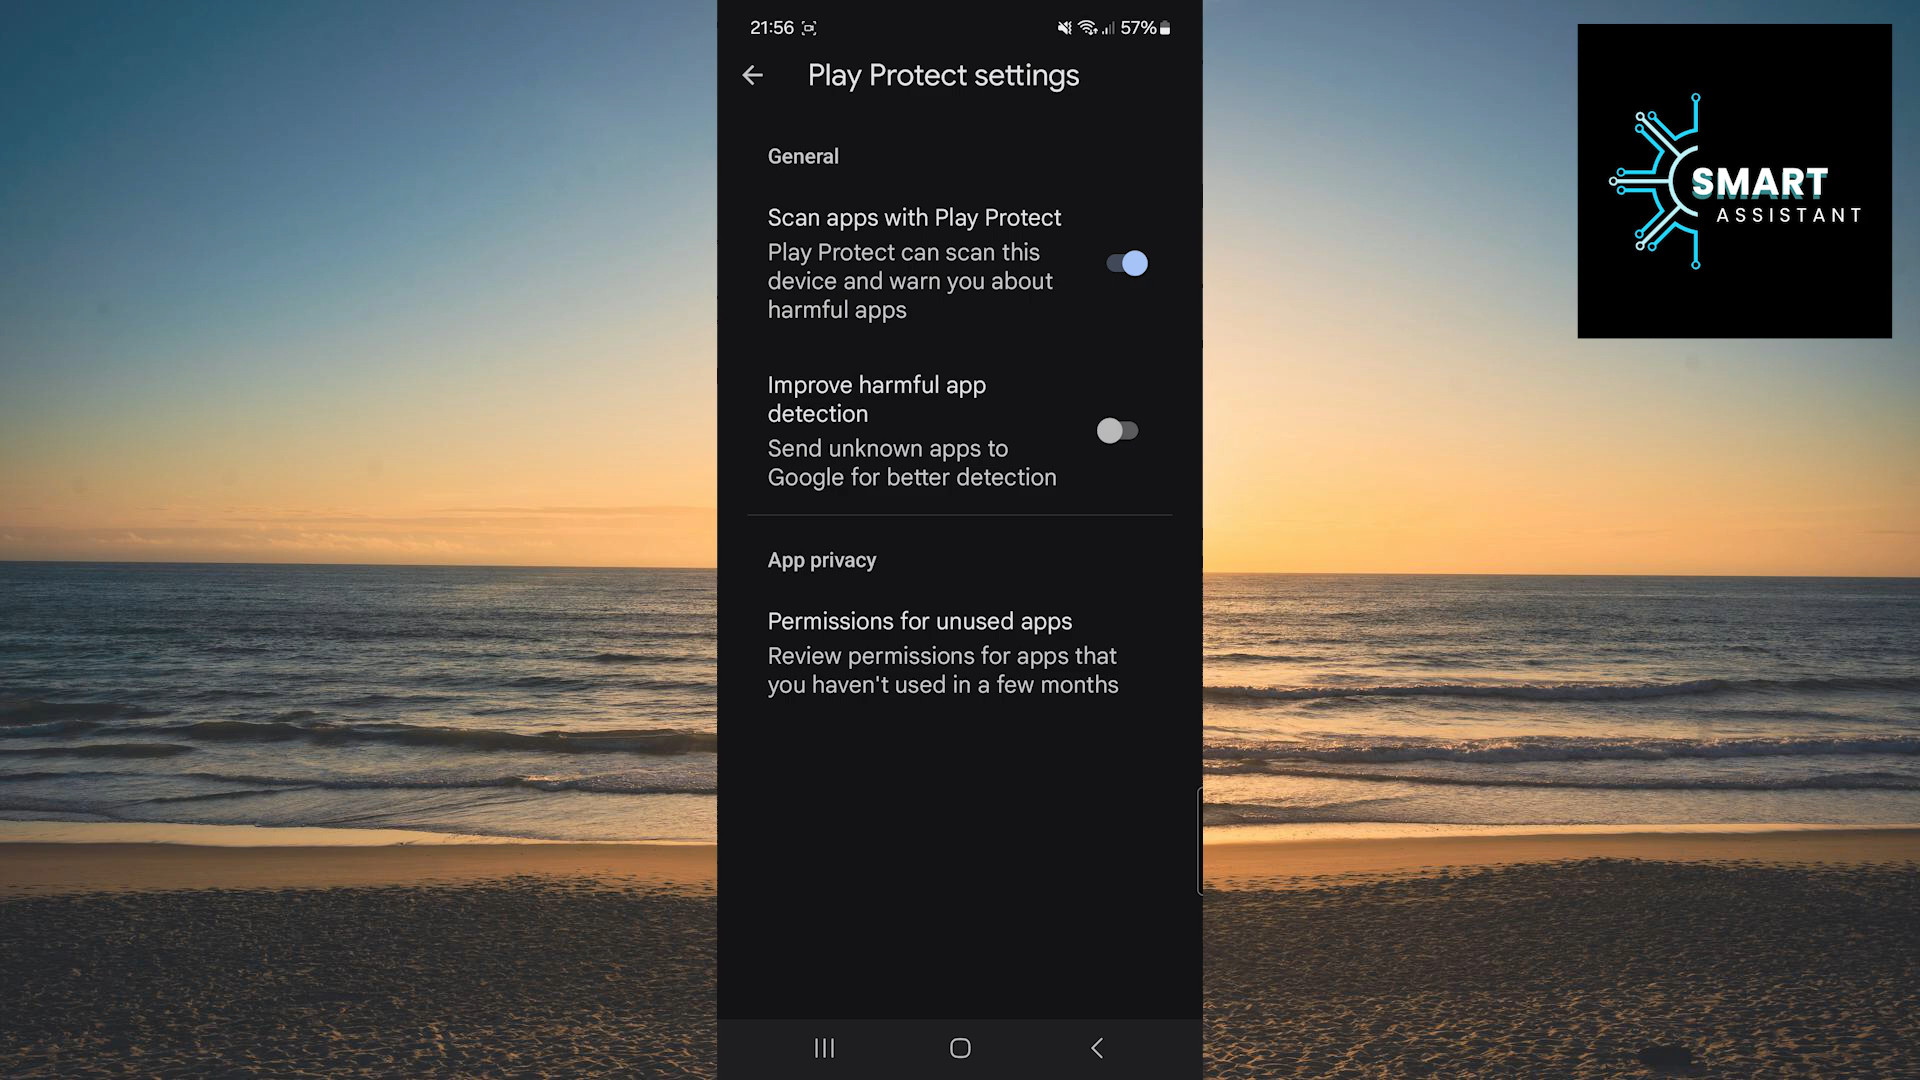 21:56
57%
Play Protect settings
General
Scan apps with Play Protect
Play Protect can scan this
device and warn you about
harmful apps
Improve harmful app
detection
Send unknown apps to
Google for better detection
App privacy
Permissions for unused apps
Review permissions for apps that
you haven't used in a few months
SMART
ASSISTANT